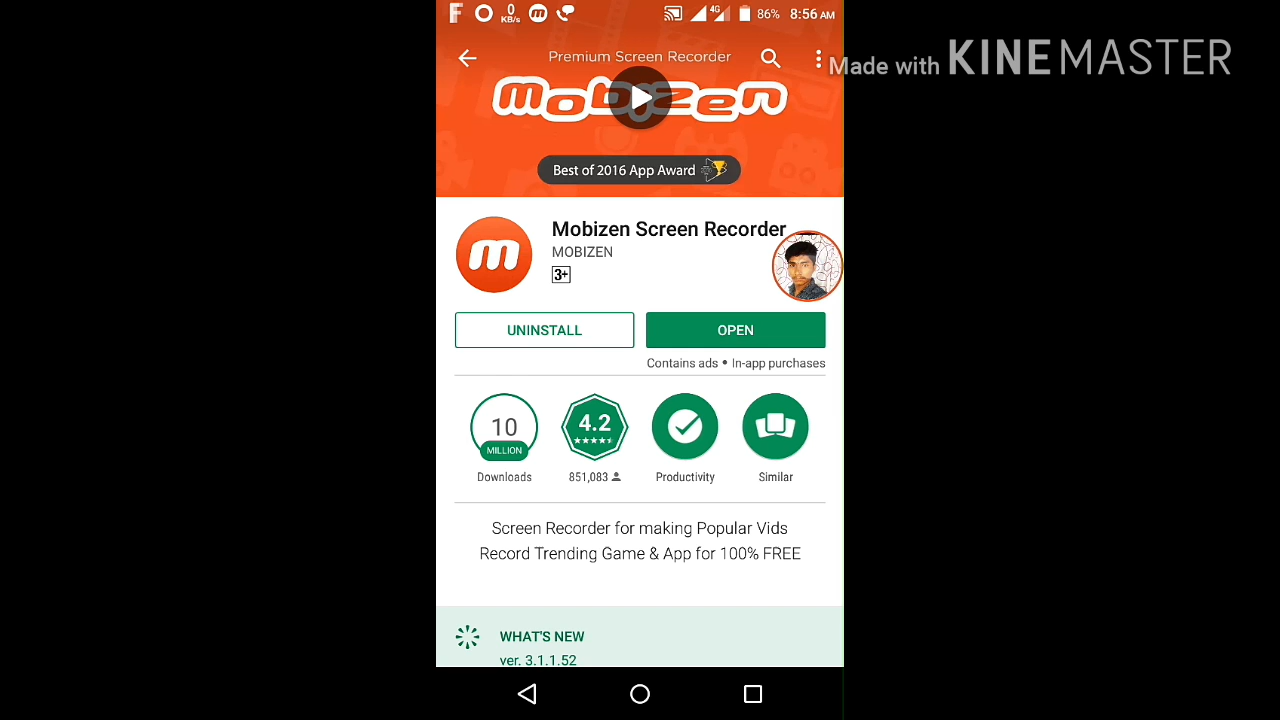 F 0 KB/s m 4G 86% 8:56 AM
Premium Screen Recorder
Made with KINEMASTER
mobizen
Best of 2016 App Award
m
Mobizen Screen Recorder
MOBIZEN
3+
UNINSTALL
OPEN
Contains ads • In-app purchases
10 MILLION
4.2
Downloads
851,083
Productivity
Similar
Screen Recorder for making Popular Vids
Record Trending Game & App for 100% FREE
WHAT'S NEW
ver. 3.1.1.52